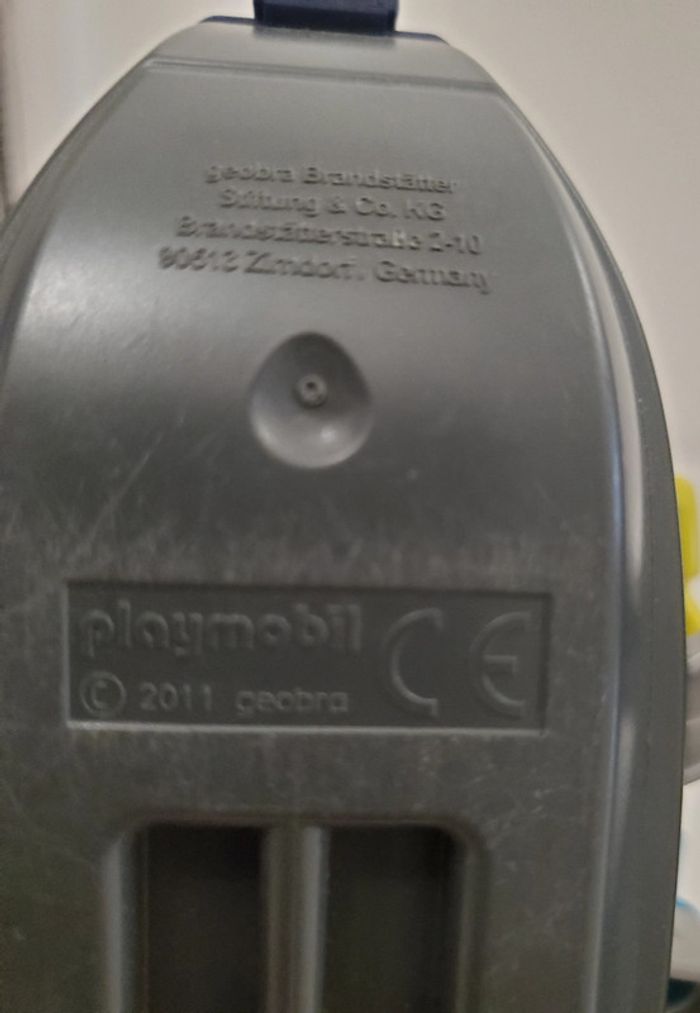 geobra Brandstätter
Stiftung & Co. KG
Brandstätterstraße 2-10
90513 Zirndorf / Germany
playmobil
© 2011 geobra
CE